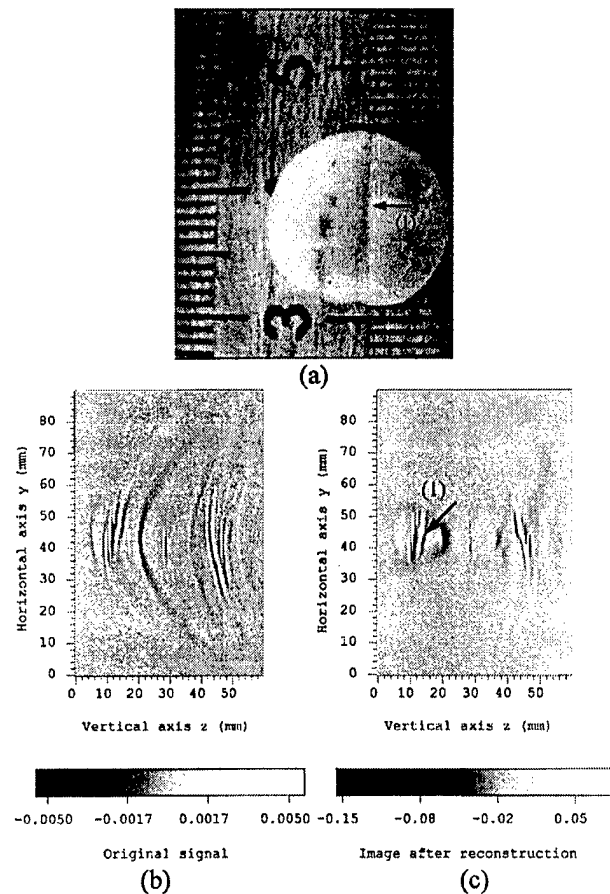 5
(I)
3
(a)
80
70
60
50
40
30
20
10
0
Horizontal axis y (mm)
0 10 20 30 40 50
Vertical axis z (mm)
-0.0050 -0.0017 0.0017 0.0050
Original signal
(b)
80
70
60
50
40
30
20
10
0
Horizontal axis y (mm)
(I)
0 10 20 30 40 50
Vertical axis z (mm)
-0.15 -0.08 -0.02 0.05
Image after reconstruction
(c)